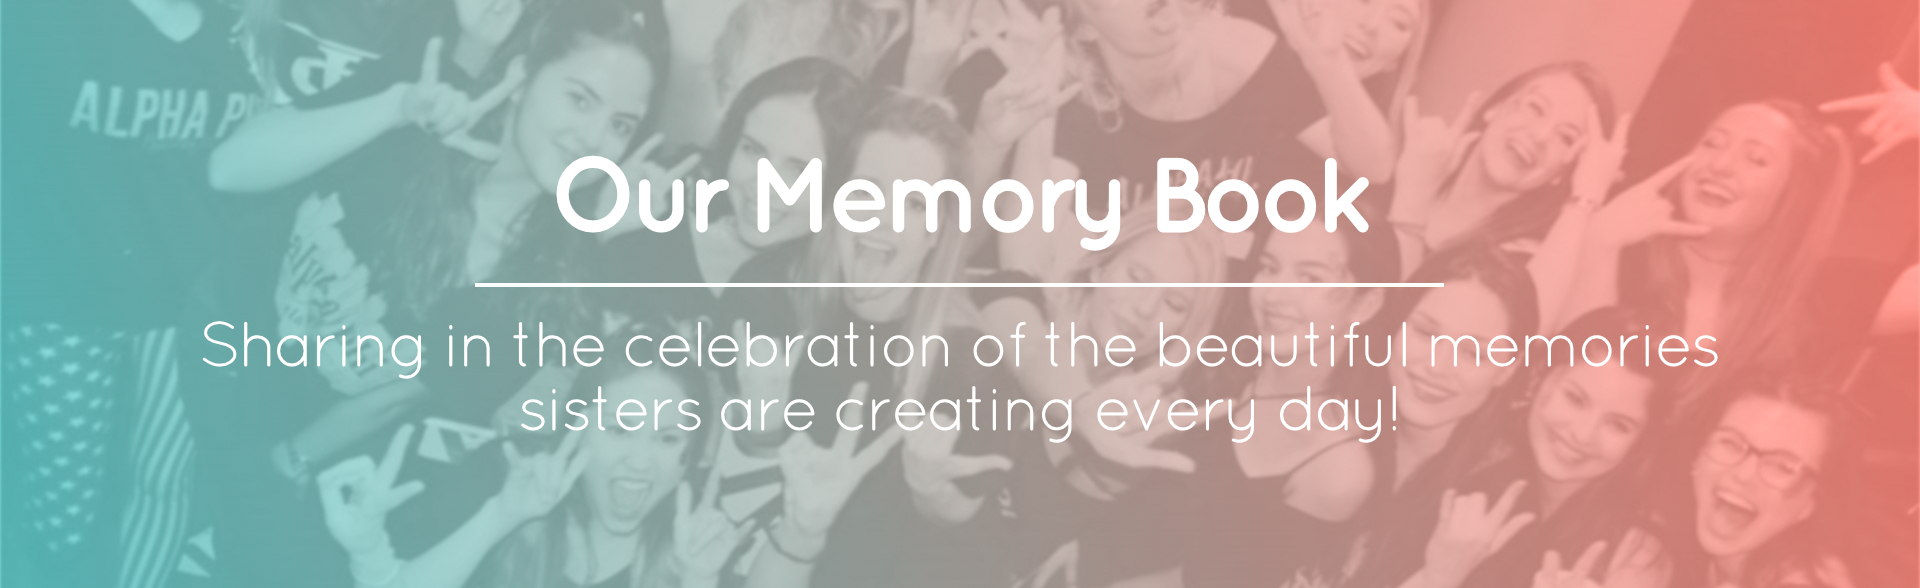 ALPHA P
Our Memory Book
Sharing in the celebration of the beautiful memories
sisters are creating every day!